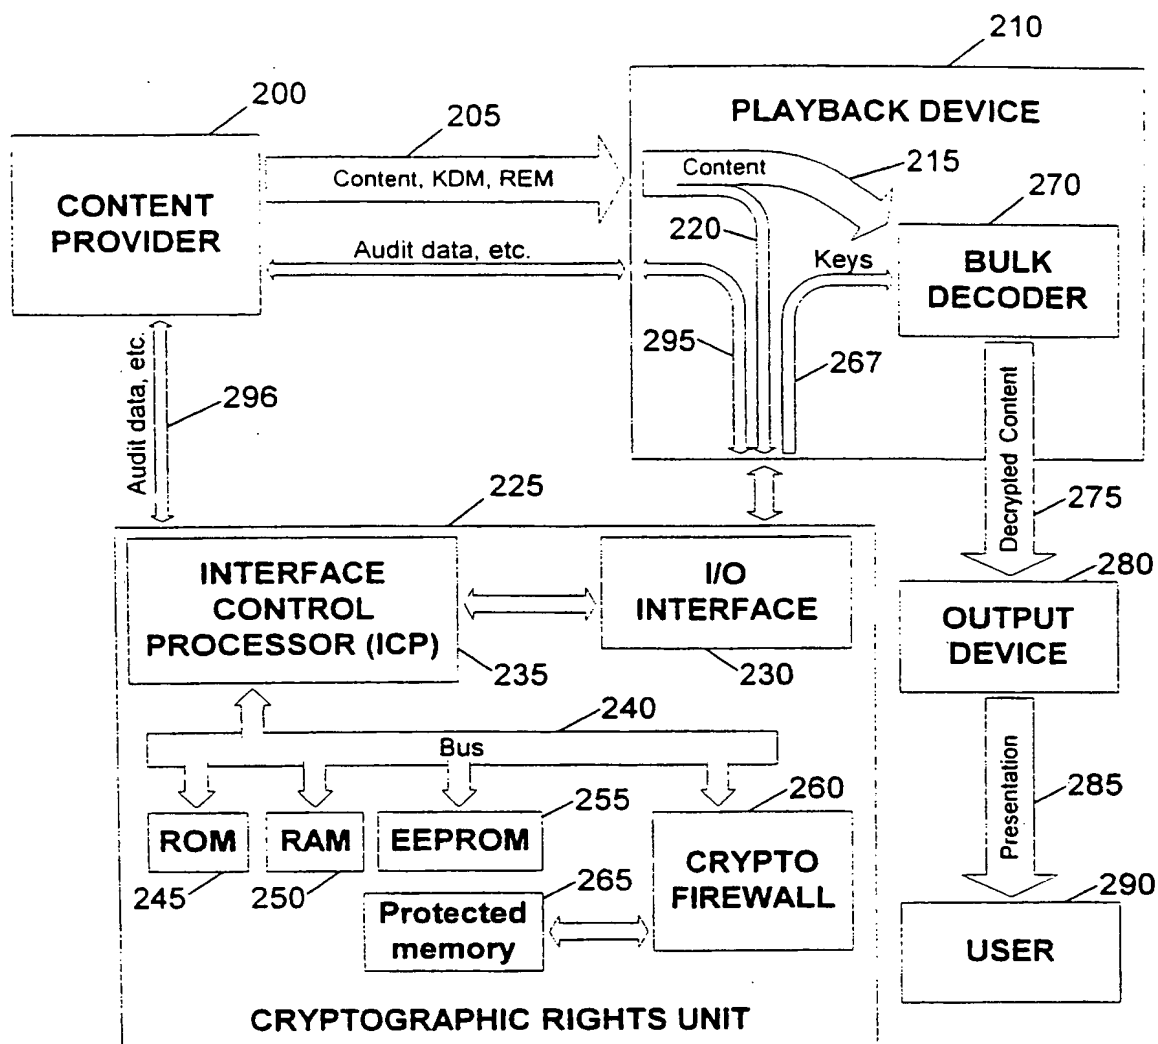 210
200
205
PLAYBACK DEVICE
Content, KDM, REM
Content
215
270
CONTENT
PROVIDER
220
Audit data, etc.
Keys
BULK
DECODER
295
267
Audit data, etc.
296
Decrypted Content
275
225
INTERFACE
CONTROL
PROCESSOR (ICP)
I/O
INTERFACE
280
OUTPUT
DEVICE
235
230
240
Bus
Presentation
285
255
260
ROM
RAM
EEPROM
CRYPTO
FIREWALL
245
250
265
290
Protected
memory
USER
CRYPTOGRAPHIC RIGHTS UNIT